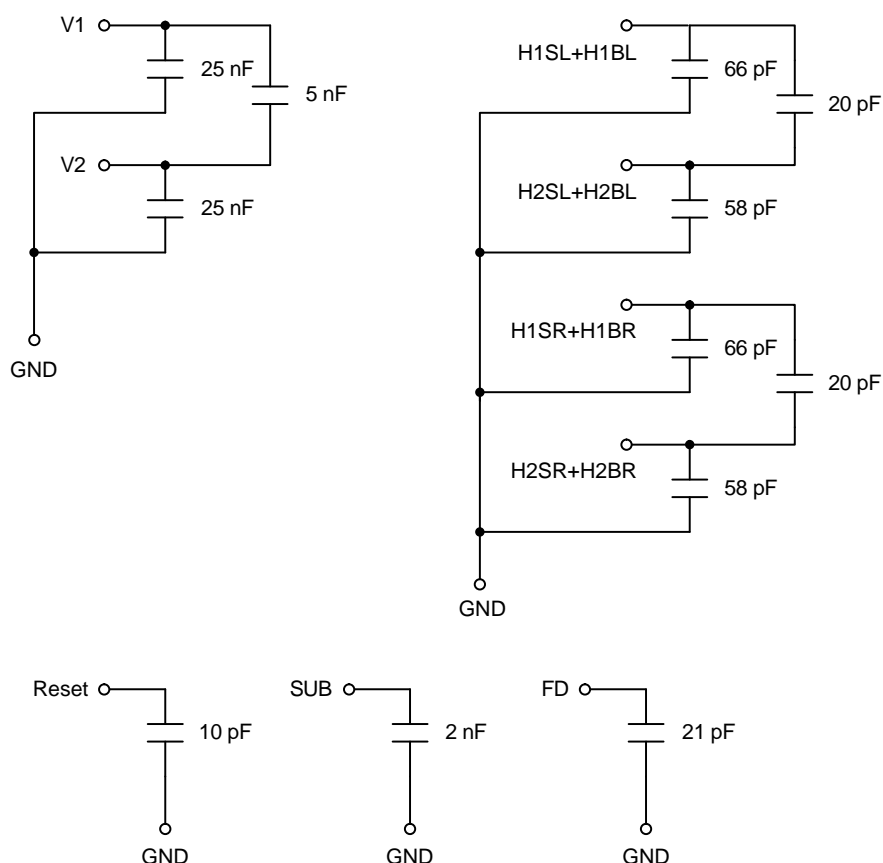 V1
25 nF
5 nF
V2
25 nF
GND
H1SL+H1BL
66 pF
20 pF
H2SL+H2BL
58 pF
H1SR+H1BR
66 pF
20 pF
H2SR+H2BR
58 pF
GND
Reset
10 pF
GND
SUB
2 nF
GND
FD
21 pF
GND